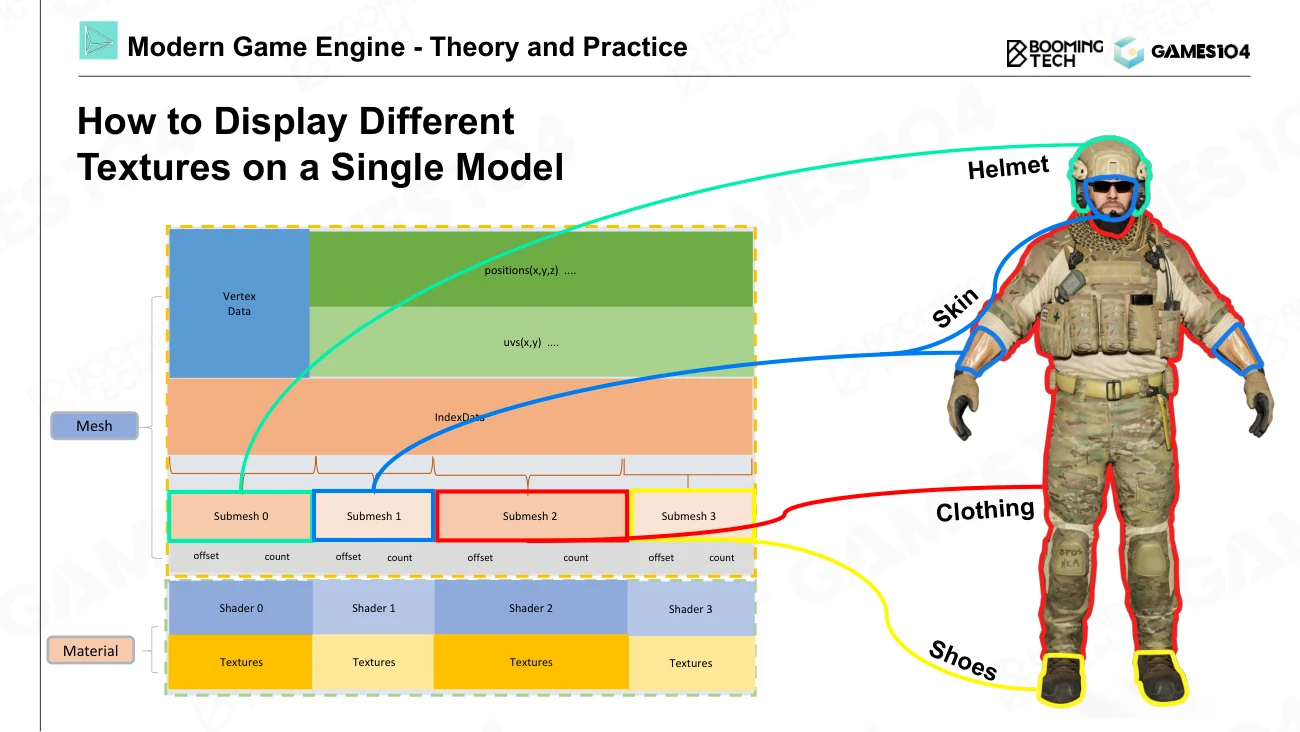 Modern Game Engine - Theory and Practice
BOOMING
TECH
GAMES104
How to Display Different
Textures on a Single Model
Helmet
Skin
Clothing
Shoes
Mesh
Vertex
Data
positions(x,y,z) ....
uvs(x,y) ....
IndexData
Submesh 0
Submesh 1
Submesh 2
Submesh 3
offset
count
offset
count
offset
count
offset
count
Material
Shader 0
Shader 1
Shader 2
Shader 3
Textures
Textures
Textures
Textures